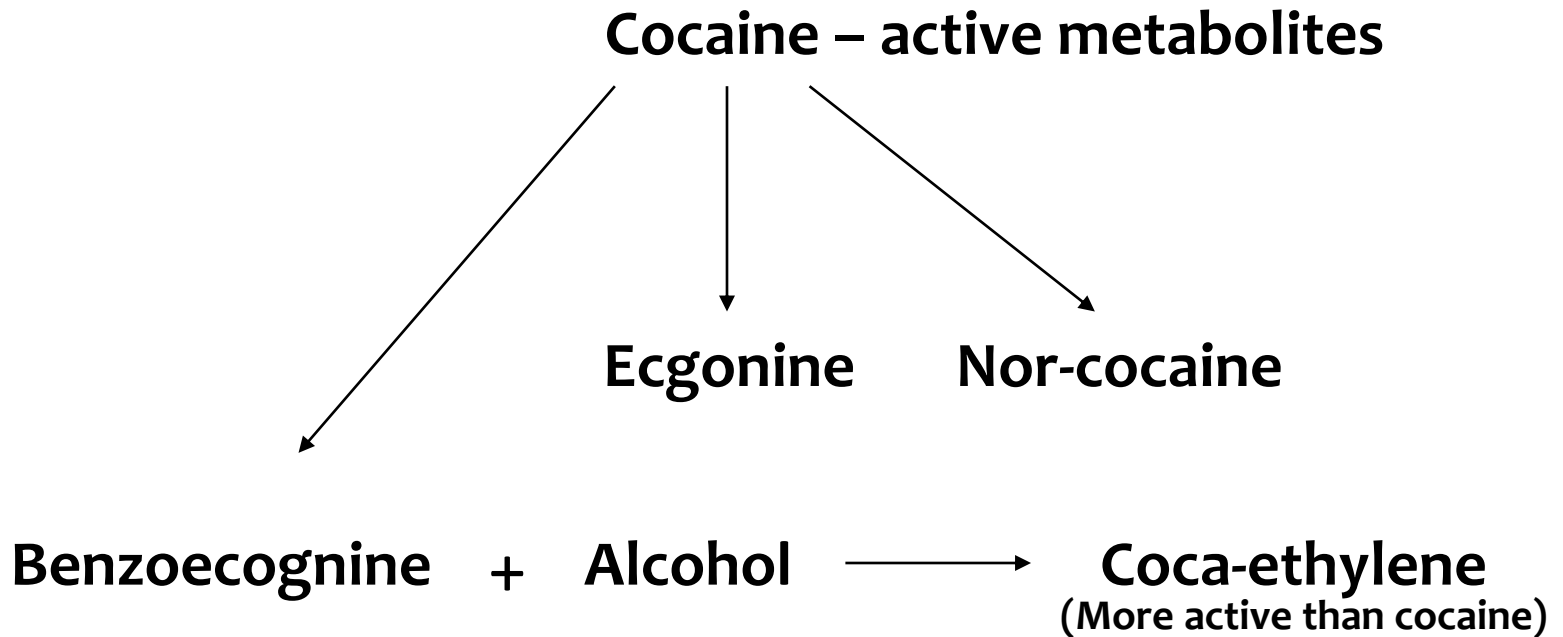 Cocaine – active metabolites
Ecgonine Nor-cocaine
Benzoecognine + Alcohol Coca-ethylene
(More active than cocaine)